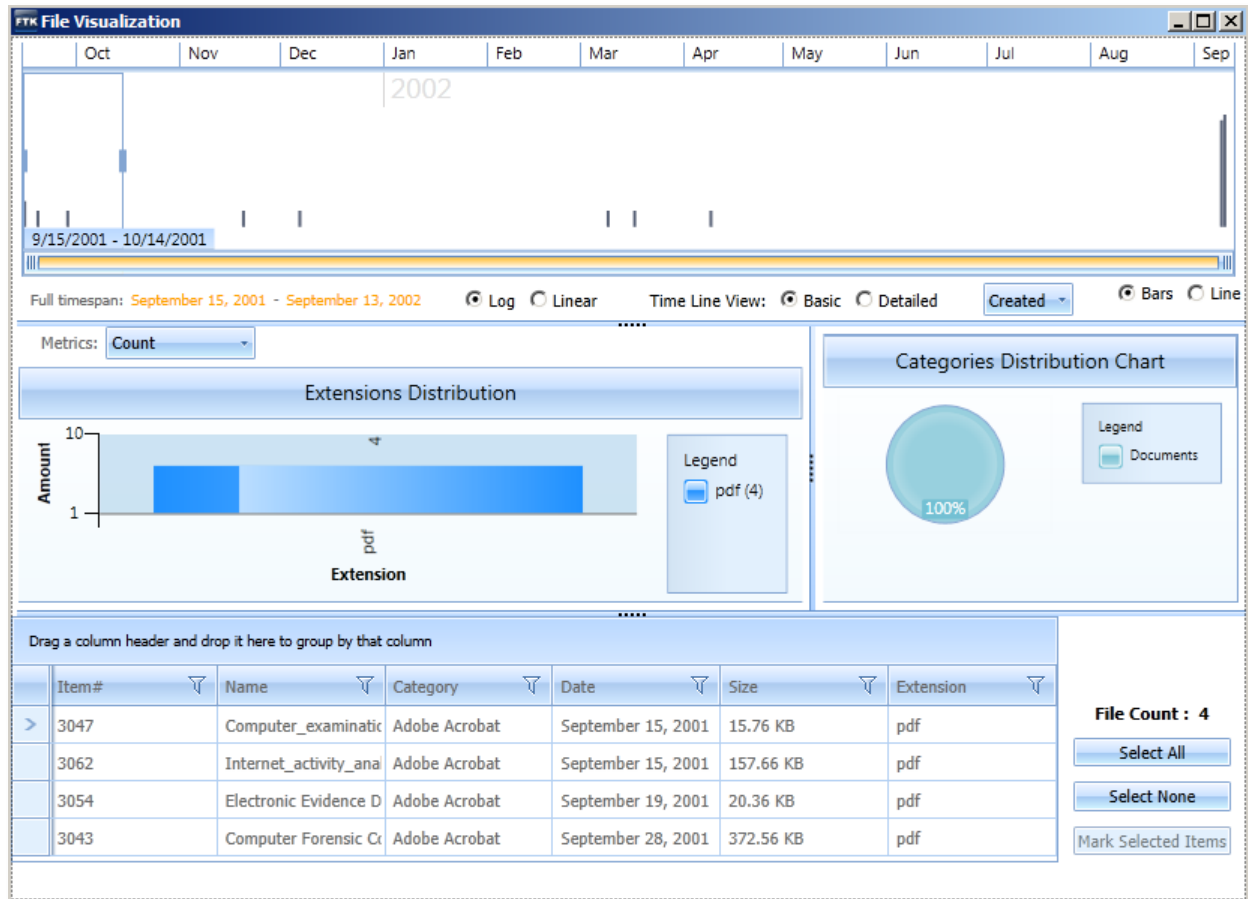 FTK File Visualization
Oct Nov Dec Jan Feb Mar Apr May Jun Jul Aug Sep
2002
9/15/2001 - 10/14/2001
Full timespan: September 15, 2001 - September 13, 2002 Log Linear Time Line View: Basic Detailed Created Bars Line
Metrics: Count
Extensions Distribution
Amount
10
1
4
pdf
Extension
Legend
pdf (4)
Categories Distribution Chart
100%
Legend
Documents
Drag a column header and drop it here to group by that column
Item# Name Category Date Size Extension
3047 Computer_examinatic Adobe Acrobat September 15, 2001 15.76 KB pdf
3062 Internet_activity_anal Adobe Acrobat September 15, 2001 157.66 KB pdf
3054 Electronic Evidence D Adobe Acrobat September 19, 2001 20.36 KB pdf
3043 Computer Forensic Co Adobe Acrobat September 28, 2001 372.56 KB pdf
File Count : 4
Select All
Select None
Mark Selected Items